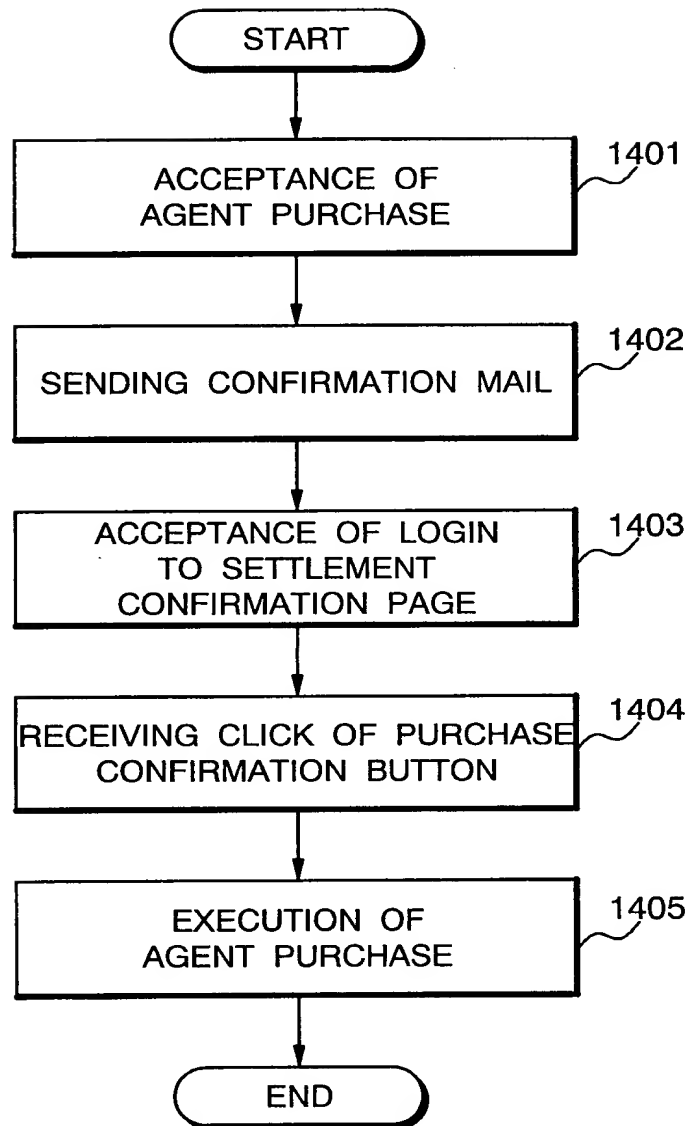 START
ACCEPTANCE OF
AGENT PURCHASE
1401
SENDING CONFIRMATION MAIL
1402
ACCEPTANCE OF LOGIN
TO SETTLEMENT
CONFIRMATION PAGE
1403
RECEIVING CLICK OF PURCHASE
CONFIRMATION BUTTON
1404
EXECUTION OF
AGENT PURCHASE
1405
END